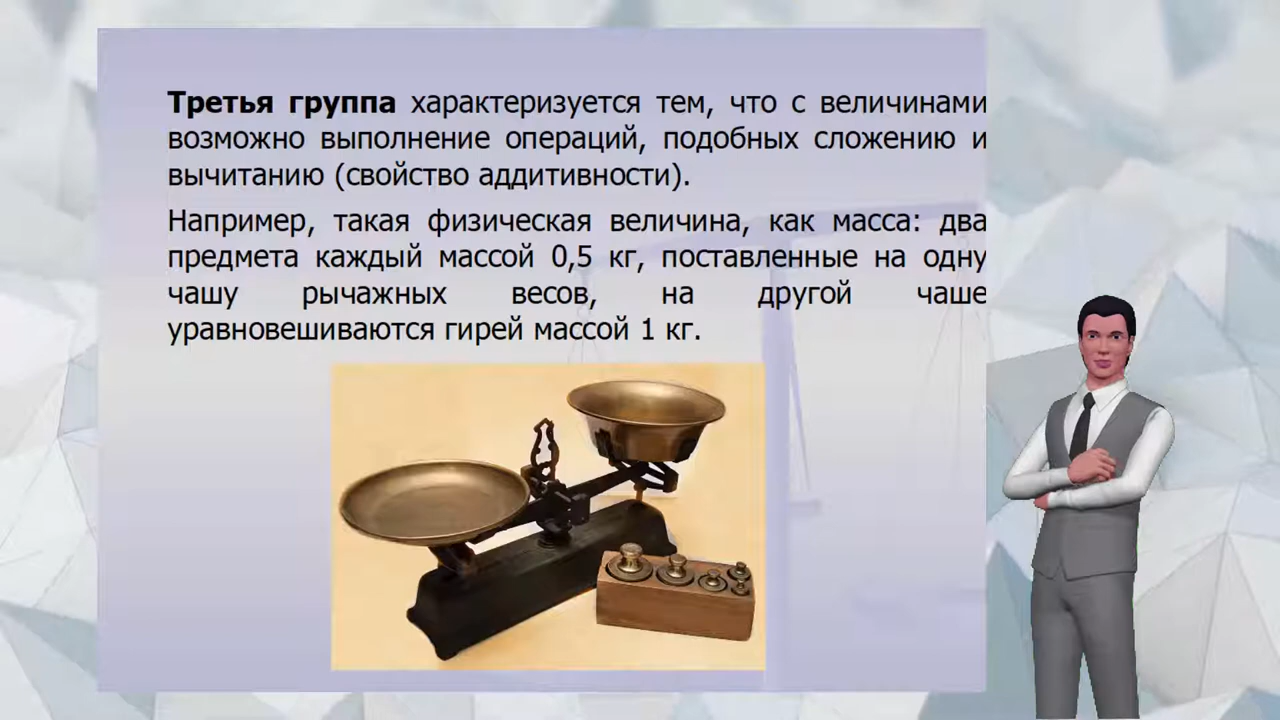 Третья группа характеризуется тем, что с величинами
возможно выполнение операций, подобных сложению и
вычитанию (свойство аддитивности).
Например, такая физическая величина, как масса: два
предмета каждый массой 0,5 кг, поставленные на одну
чашу рычажных весов, на другой чаше
уравновешиваются гирей массой 1 кг.